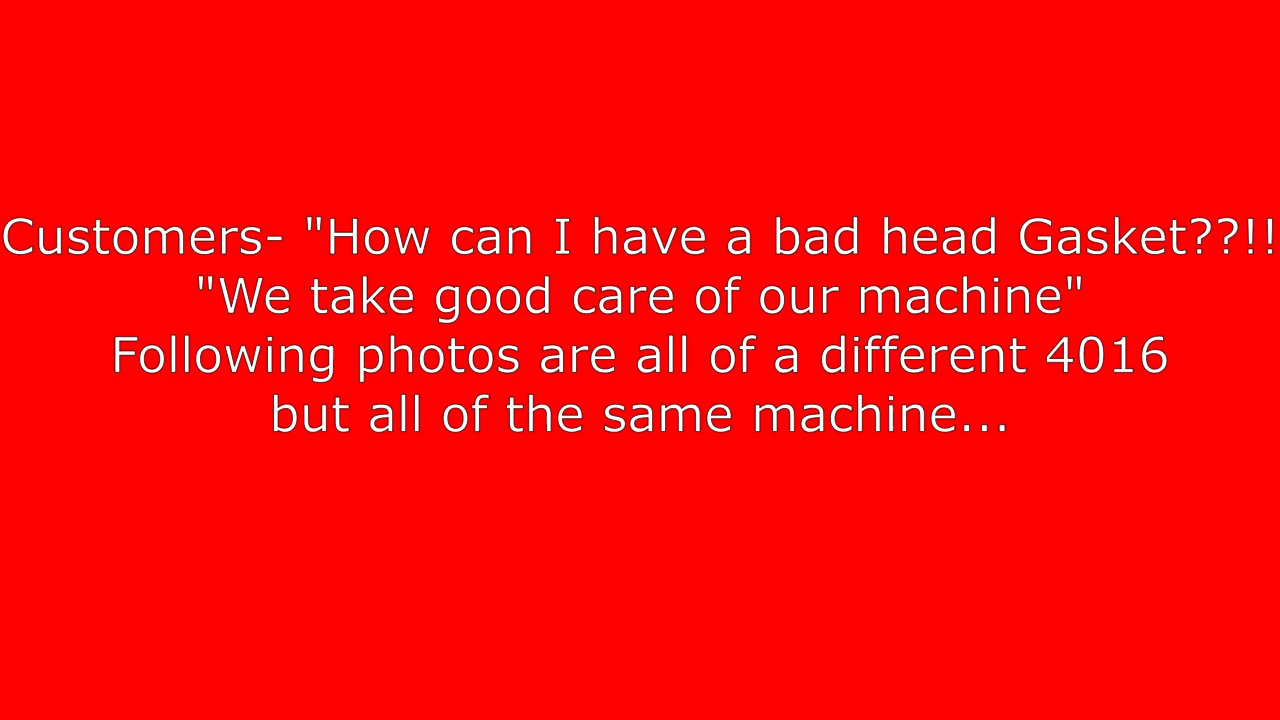 Customers- "How can I have a bad head Gasket??!!
"We take good care of our machine"
Following photos are all of a different 4016
but all of the same machine...